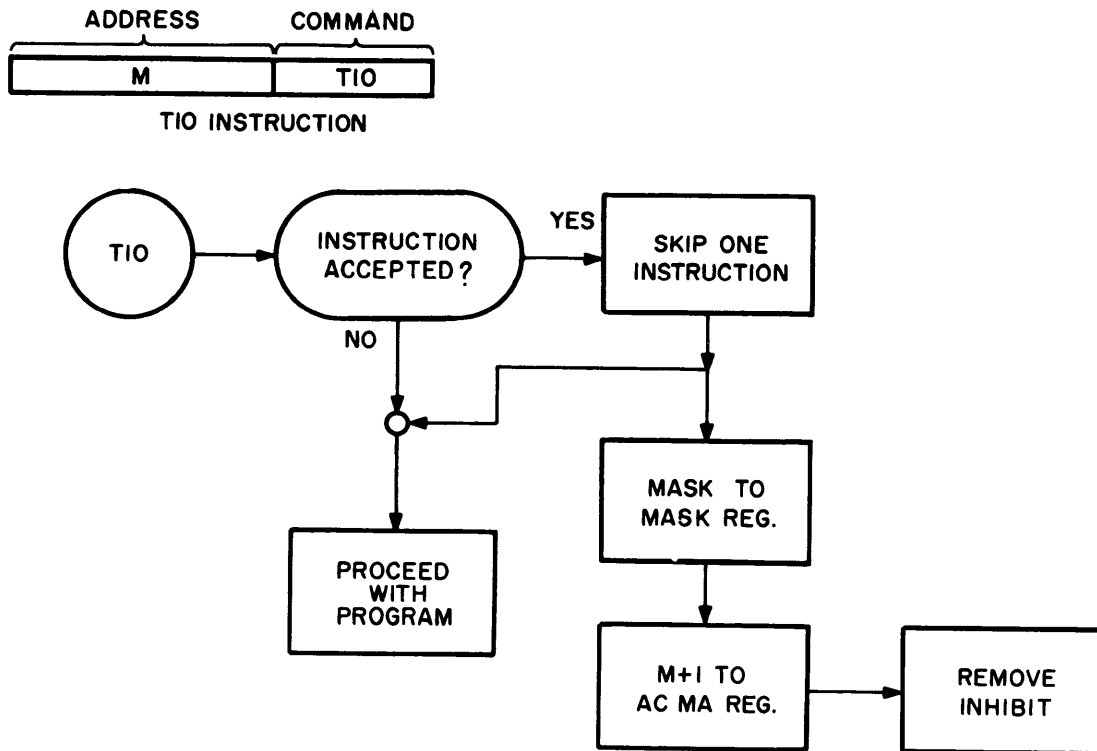 ADDRESS COMMAND
M TIO
TIO INSTRUCTION
TIO
INSTRUCTION
ACCEPTED?
YES
SKIP ONE
INSTRUCTION
NO
MASK TO
MASK REG.
PROCEED
WITH
PROGRAM
M+1 TO
AC MA REG.
REMOVE
INHIBIT